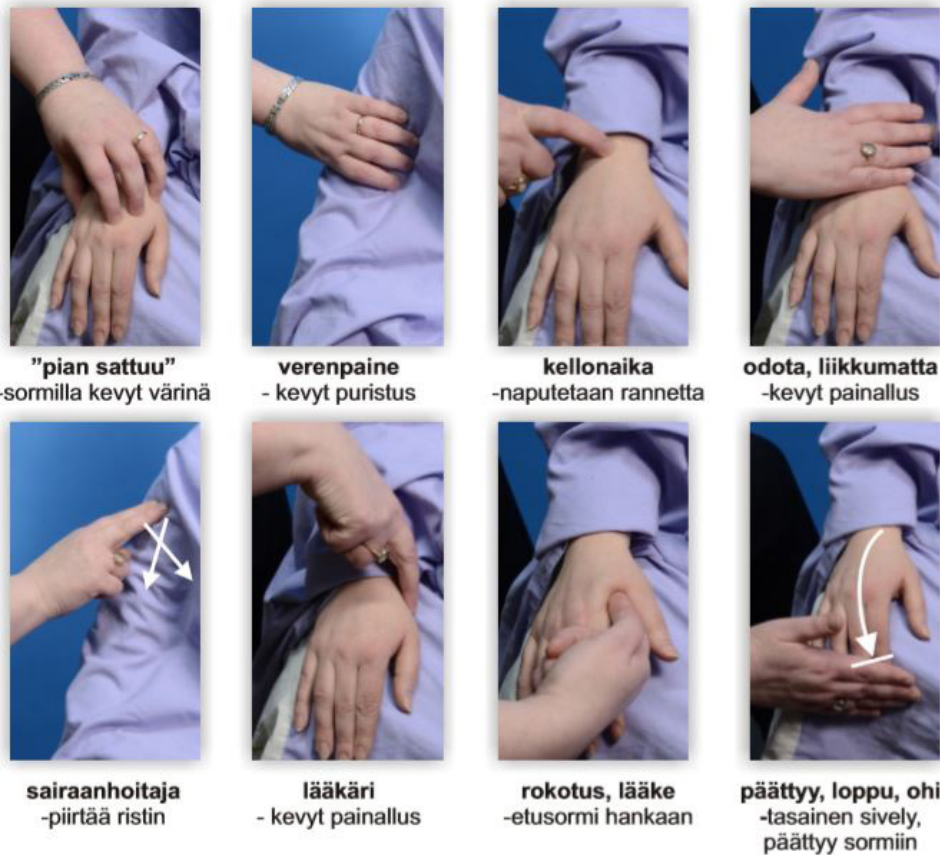 "pian sattuu"
-sormilla kevyt värinä
verenpaine
- kevyt puristus
kellonaika
-naputetaan rannetta
odota, liikkumatta
-kevyt painallus
sairaanhoitaja
-piirtää ristin
lääkäri
- kevyt painallus
rokotus, lääke
-etusormi hankaan
päättyy, loppu, ohi
-tasainen sively,
päättyy sormiin